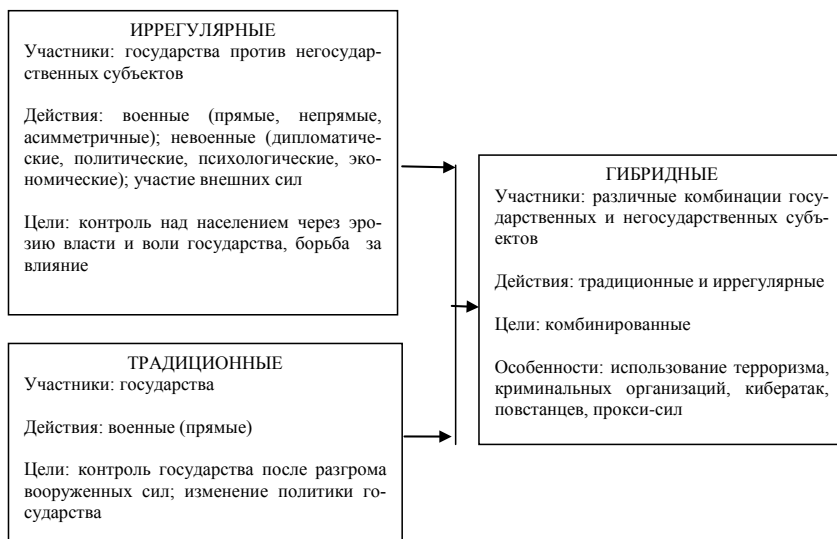 ИРРЕГУЛЯРНЫЕ
Участники: государства против негосудар-
ственных субъектов
Действия: военные (прямые, непрямые,
асимметричные); невоенные (дипломатиче-
ские, политические, психологические, эко-
номические); участие внешних сил
Цели: контроль над населением через эро-
зию власти и воли государства, борьба за
влияние
ТРАДИЦИОННЫЕ
Участники: государства
Действия: военные (прямые)
Цели: контроль государства после разгрома
вооруженных сил; изменение политики го-
сударства
ГИБРИДНЫЕ
Участники: различные комбинации госу-
дарственных и негосударственных субъ-
ектов
Действия: традиционные и иррегулярные
Цели: комбинированные
Особенности: использование терроризма,
криминальных организаций, кибератак,
повстанцев, прокси-сил